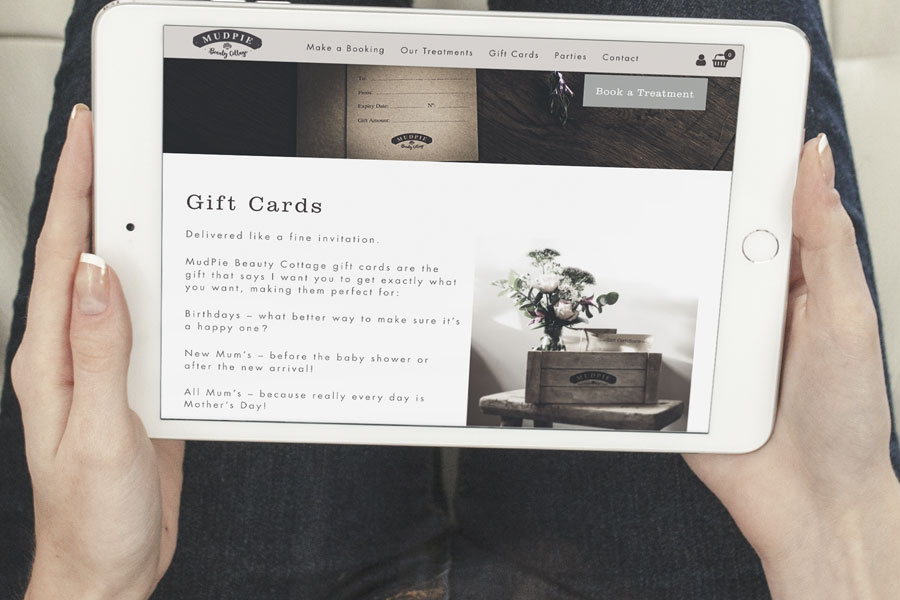 MUDPIE
Beauty Cottage
Make a Booking
Our Treatments
Gift Cards
Parties
Contact
0
To:
From:
Expiry Date:
Nº:
Gift Amount:
MUDPIE
Beauty Cottage
Book a Treatment
Gift Cards
Delivered like a fine invitation.
MudPie Beauty Cottage gift cards are the
gift that says I want you to get exactly what
you want, making them perfect for:
Birthdays – what better way to make sure it's
a happy one?
New Mum's – before the baby shower or
after the new arrival!
All Mum's – because really every day is
Mother's Day!
MUDPIE